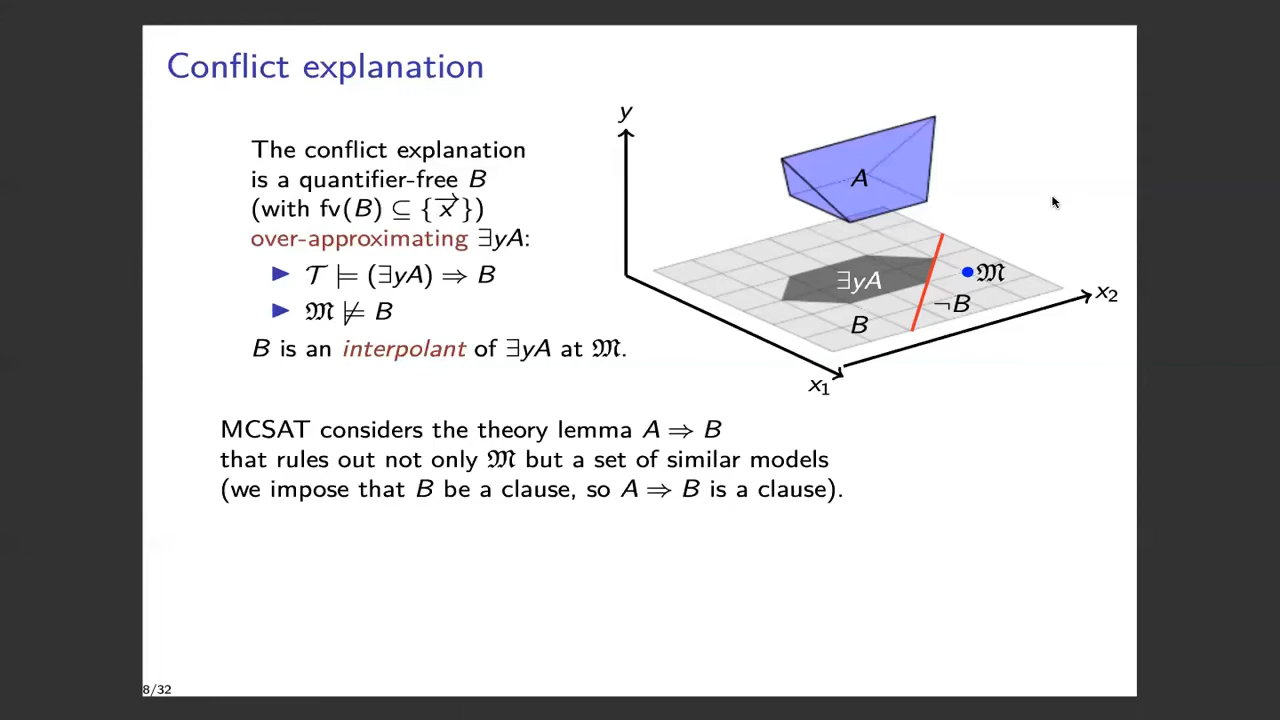 Conflict explanation
The conflict explanation
is a quantifier-free B
(with fv(B) ⊆ {x⃗})
over-approximating ∃yA:
▶ 𝒯 ⊨ (∃yA) ⇒ B
▶ 𝔐 ⊭ B
B is an interpolant of ∃yA at 𝔐.
y
A
∃yA
𝔐
¬B
B
x₂
x₁
MCSAT considers the theory lemma A ⇒ B
that rules out not only 𝔐 but a set of similar models
(we impose that B be a clause, so A ⇒ B is a clause).
8/32